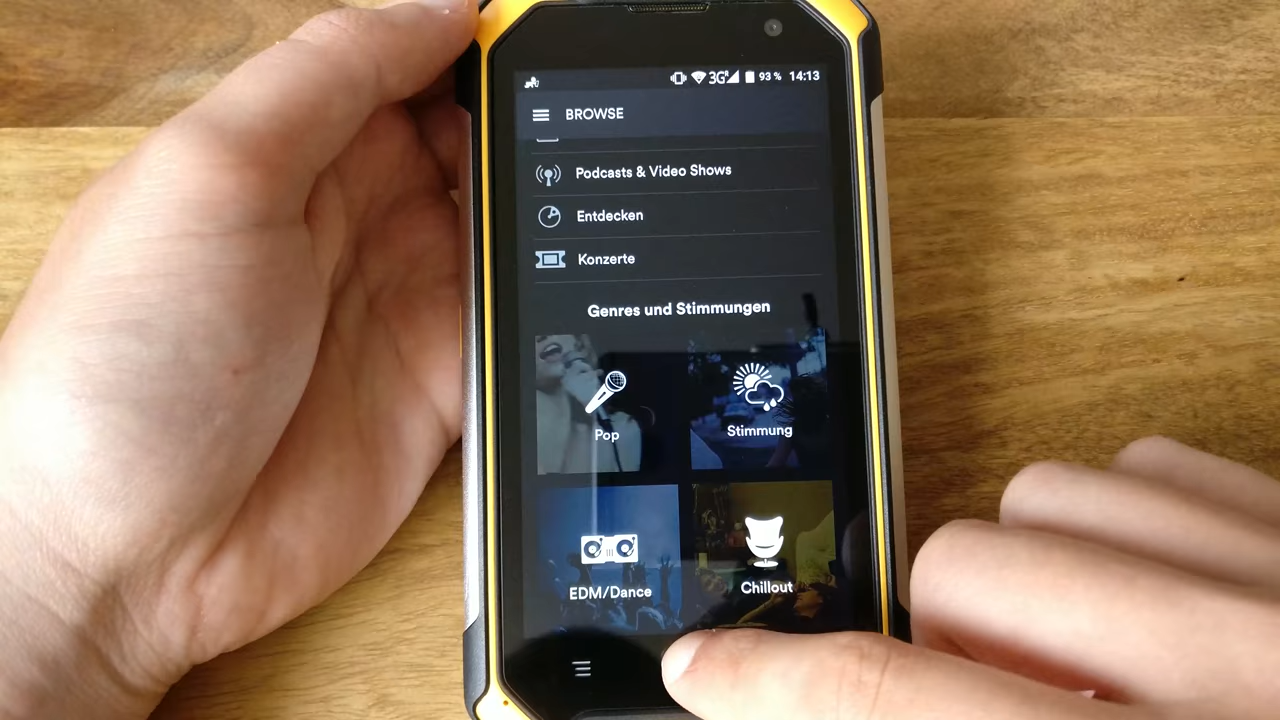 3G R 93 % 14:13
BROWSE
Podcasts & Video Shows
Entdecken
Konzerte
Genres und Stimmungen
Pop
Stimmung
EDM/Dance
Chillout